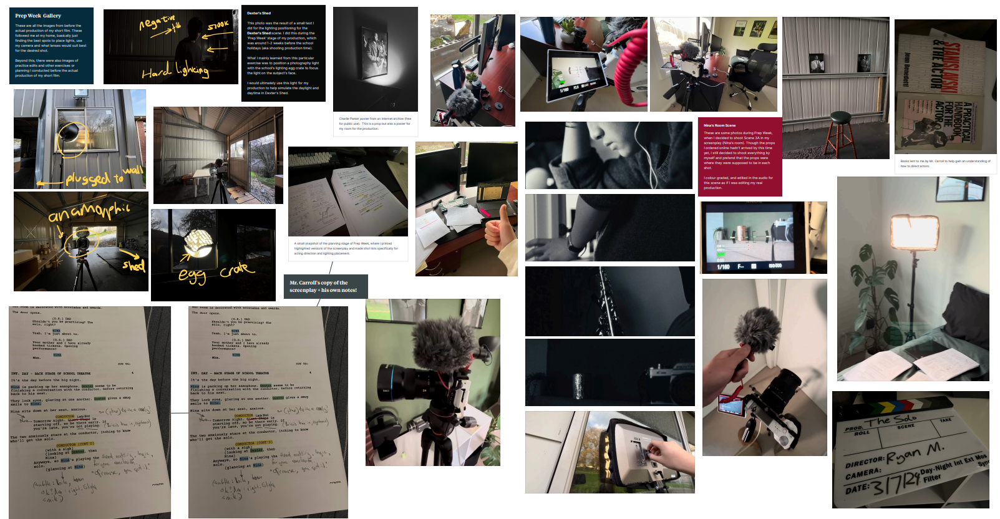 Prep Week Gallery
These are all the images from before the
actual production of my short film. These
followed me at my home, basically just
finding the best spots to place lights, use
my camera and what lenses would suit best
for the desired shot.
Beyond this, there were also images of
practice edits and other exercises or
planning I conducted before the actual
production of my short film.
negative
fill
5700K
Hard lighting
Dexter's Shed
This photo was the result of a small test I
did for the lighting positioning for the
Dexter's Shed scene. I did this during the
'Prep Week' stage of my production, which
was around 1-2 weeks before the school
holidays (aka shooting production time).
What I mainly learned from this particular
exercise was to position a photography light
with the school's lighting egg crate to focus
the light on the subject's face.
I would ultimately use this light for my
production to help simulate the daylight and
daytime in Dexter's Shed.
Charlie Parker poster from an internet archive (free
for public use). This is a prop but also a poster for
my room for the production.
1/160 F2.8
STANISLAVSKI
& THE ACTOR
Jean Benedetti
A PRACTICAL
HANDBOOK
FOR THE
ACTOR
Books lent to me by Mr. Carroll to help gain an understanding of
how to direct actors.
plugged to wall
anamorphic
shed
egg crate
A small snapshot of the planning stage of Prep Week, where I printed
highlighted versions of the screenplay and made shot lists specifically for
acting direction and lighting placement.
Mr. Carroll's copy of the
screenplay + his own notes!
Nina's Room Scene
These are some photos during Prep Week,
when I decided to shoot Scene 3A in my
screenplay (Nina's room). Though the props
I ordered online hadn't arrived by this time
yet, I still decided to shoot everything by
myself and pretend that the props were
where they were supposed to be in each
shot.
I colour graded, and edited in the audio for
this scene as if I was editing my real
production.
1/160 F-- ISO 800
The door opens.
(O.S.) DAD
Shouldn't you be practicing? The
solo, right?
NINA
Yeah. I'm just about to.
(O.S.) DAD
Your mother and I have already
booked tickets. Opening
performance?
NINA
Mhm.
CUT TO:
INT. DAY - BACK STAGE OF SCHOOL THEATRE 4
It's the day before the big night.
Nina is packing up her saxophone. Dexter seems to be
finishing a conversation with the conductor, before returning
back to his seat.
They lock eyes, glaring at one another. Dexter gives a smug
smile to Nina.
Nina sits down at her seat, anxious.
CONDUCTOR
Tomorrow night.
starting off, so be there early. If
you're late, you're not playing.
The two anxiously stare at the conductor, itching to know
who'll get the solo.
CONDUCTOR (CONT'D)
(with a sigh)
(looking at Dexter, then
Nina)
Anyways, so Nina's playing the
solo.
(glancing at Nina)
The door opens.
(O.S.) DAD
Shouldn't you be practicing? The
solo, right?
NINA
Yeah. I'm just about to.
(O.S.) DAD
Your mother and I have already
booked tickets. Opening
performance?
NINA
Mhm.
CUT TO:
INT. DAY - BACK STAGE OF SCHOOL THEATRE 4
It's the day before the big night.
Nina is packing up her saxophone. Dexter seems to be
finishing a conversation with the conductor, before returning
back to his seat.
They lock eyes, glaring at one another. Dexter gives a smug
smile to Nina.
Nina sits down at her seat, anxious.
CONDUCTOR
Tomorrow night.
starting off, so be there early. If
you're late, you're not playing.
The two anxiously stare at the conductor, itching to know
who'll get the solo.
CONDUCTOR (CONT'D)
(with a sigh)
(looking at Dexter, then
Nina)
Anyways, so Nina's playing the
solo.
(glancing at Nina)
PROD. The Solo
ROLL SCENE TAKE
DIRECTOR: Ryan M.
CAMERA:
DATE: 3/7/24
Day-Night Int Ext Mos
Filter Sync